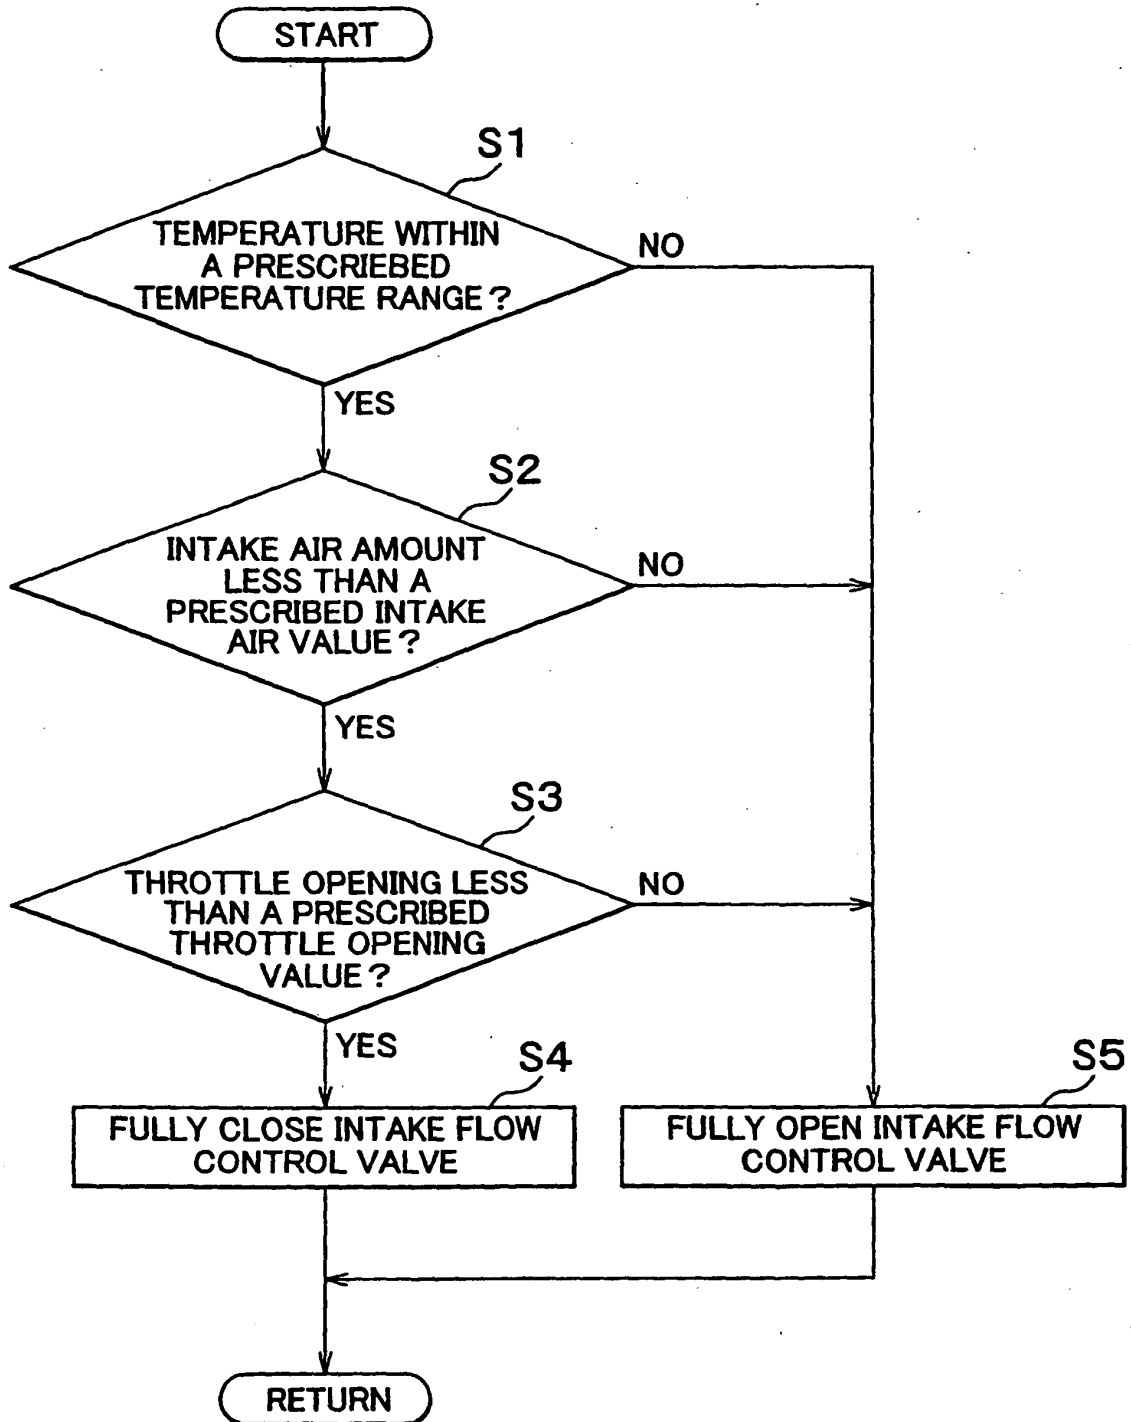 START
S1
TEMPERATURE WITHIN
A PRESCRIEBED
TEMPERATURE RANGE?
NO
YES
S2
INTAKE AIR AMOUNT
LESS THAN A
PRESCRIBED INTAKE
AIR VALUE?
NO
YES
S3
THROTTLE OPENING LESS
THAN A PRESCRIBED
THROTTLE OPENING
VALUE?
NO
YES
S4
FULLY CLOSE INTAKE FLOW
CONTROL VALVE
S5
FULLY OPEN INTAKE FLOW
CONTROL VALVE
RETURN